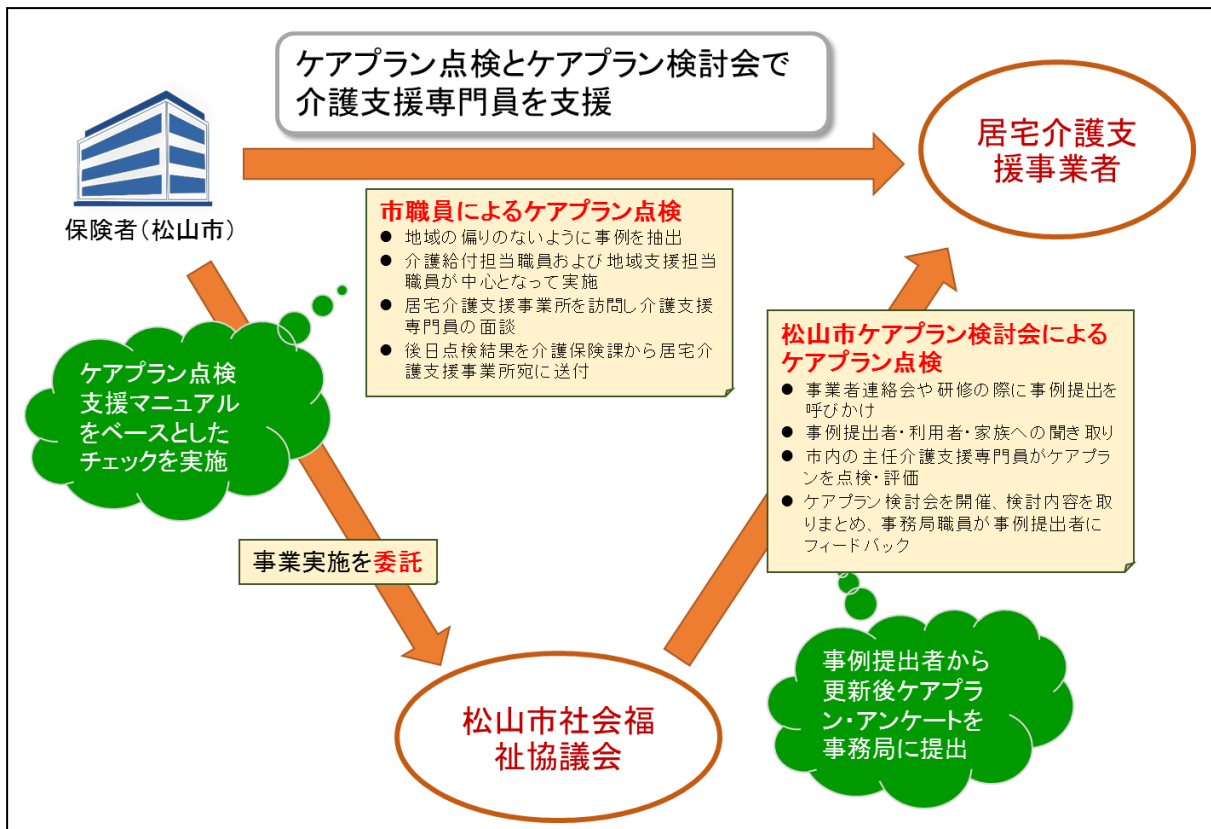 ケアプラン点検とケアプラン検討会で
介護支援専門員を支援
居宅介護支
援事業者
保険者（松山市）
市職員によるケアプラン点検
● 地域の偏りのないように事例を抽出
● 介護給付担当職員および地域支援担当
職員が中心となって実施
● 居宅介護支援事業所を訪問し介護支援
専門員の面談
● 後日点検結果を介護保険課から居宅介
護支援事業所宛に送付
ケアプラン点検
支援マニュアル
をベースとした
チェックを実施
松山市ケアプラン検討会による
ケアプラン点検
● 事業者連絡会や研修の際に事例提出を
呼びかけ
● 事例提出者・利用者・家族への聞き取り
● 市内の主任介護支援専門員がケアプラ
ンを点検・評価
● ケアプラン検討会を開催、検討内容を取
りまとめ、事務局職員が事例提出者に
フィードバック
事業実施を委託
松山市社会福
祉協議会
事例提出者から
更新後ケアプラ
ン・アンケートを
事務局に提出